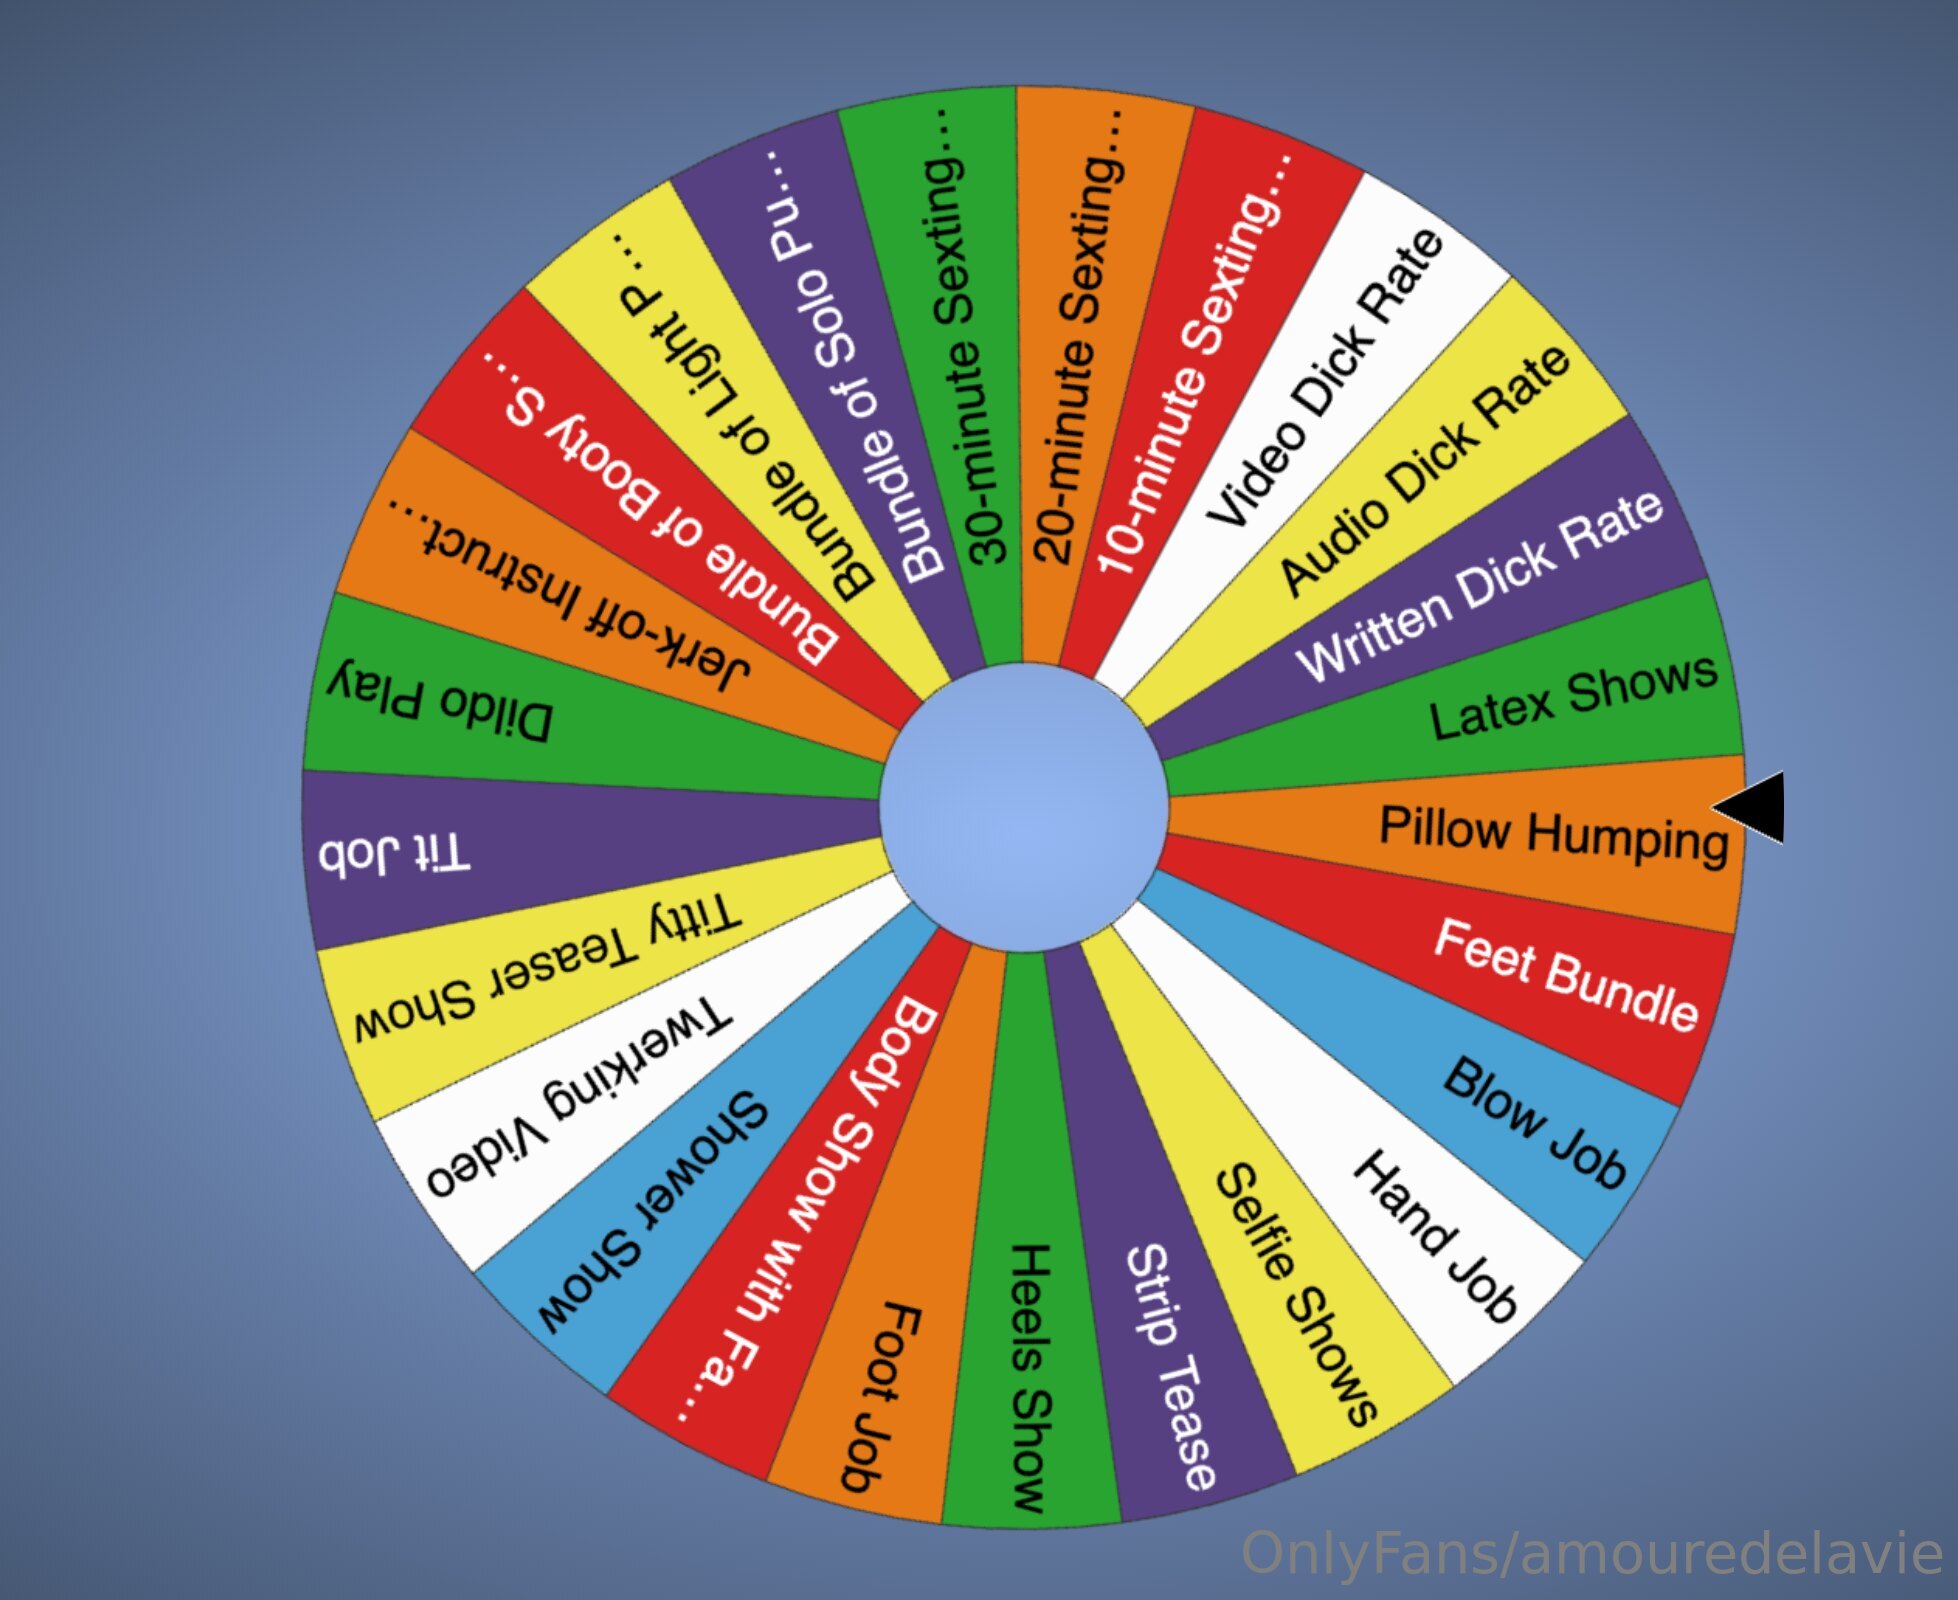 30-minute Sexting...
20-minute Sexting...
10-minute Sexting...
Video Dick Rate
Audio Dick Rate
Written Dick Rate
Latex Shows
Pillow Humping
Feet Bundle
Blow Job
Hand Job
Selfie Shows
Strip Tease
Heels Show
Foot Job
Body Show with Fa...
Shower Show
Twerking Video
Titty Teaser Show
Tit Job
Dildo Play
Jerk-off Instruct...
Bundle of Booty S...
Bundle of Light P...
Bundle of Solo Pu...
OnlyFans/amouredelavie